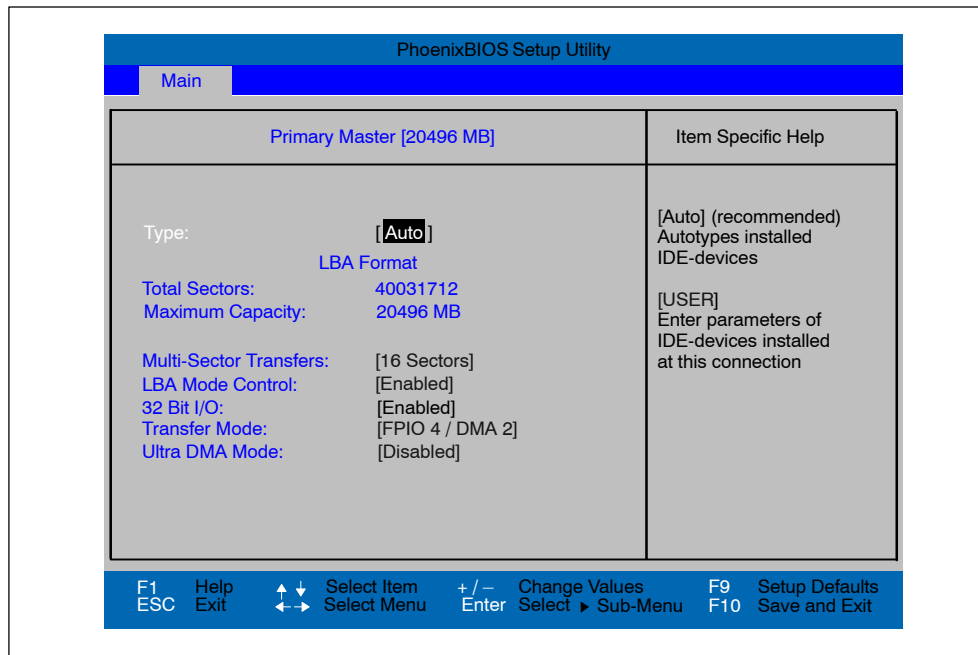 PhoenixBIOS Setup Utility
Main
Primary Master [20496 MB]
Item Specific Help
Type: [ Auto ]
LBA Format
Total Sectors: 40031712
Maximum Capacity: 20496 MB
Multi-Sector Transfers: [16 Sectors]
LBA Mode Control: [Enabled]
32 Bit I/O: [Enabled]
Transfer Mode: [FPIO 4 / DMA 2]
Ultra DMA Mode: [Disabled]
[Auto] (recommended)
Autotypes installed
IDE-devices
[USER]
Enter parameters of
IDE-devices installed
at this connection
F1 Help Select Item +/− Change Values F9 Setup Defaults
ESC Exit Select Menu Enter Select ▶ Sub-Menu F10 Save and Exit